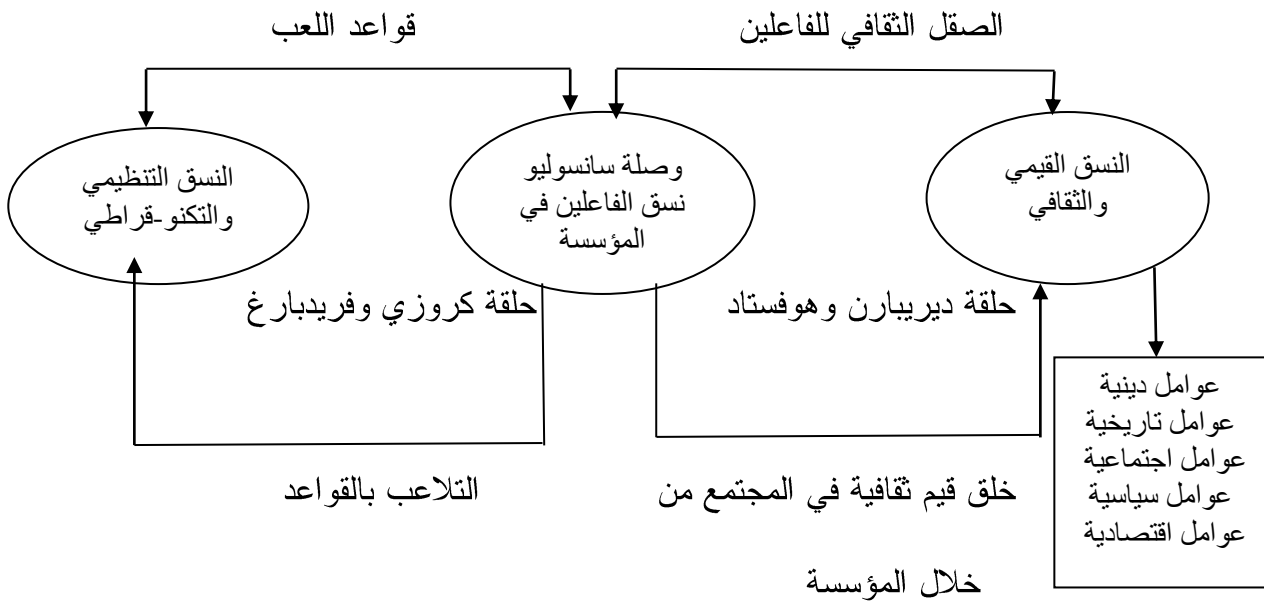 الصقل الثقافي للفاعلين
قواعد اللعب
النسق القيمي
والثقافي
وصلة سانسوليو
نسق الفاعلين في
المؤسسة
النسق التنظيمي
والتكنو-قراطي
حلقة ديريبارن وهوفستاد
حلقة كروزي وفريدبارغ
عوامل دينية
عوامل تاريخية
عوامل اجتماعية
عوامل سياسية
عوامل اقتصادية
خلق قيم ثقافية في المجتمع من
خلال المؤسسة
التلاعب بالقواعد